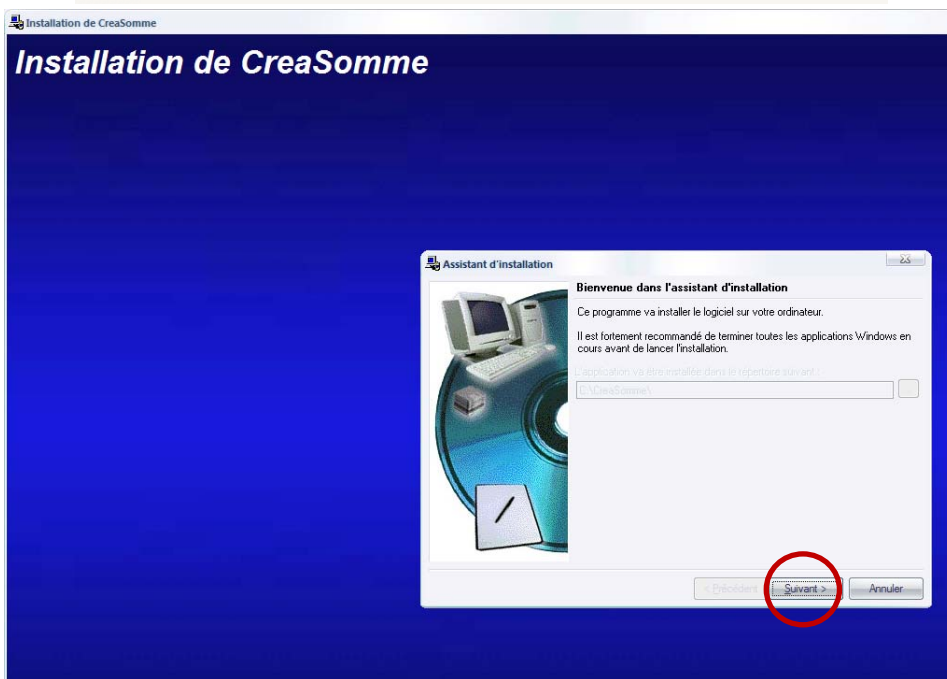 Installation de CreaSomme
Installation de CreaSomme
Assistant d'installation
Bienvenue dans l'assistant d'installation
Ce programme va installer le logiciel sur votre ordinateur.
Il est fortement recommandé de terminer toutes les applications Windows en
cours avant de lancer l'installation.
L'application va être installée dans le répertoire suivant :
C:\CreaSomme\
< Précédent
Suivant >
Annuler